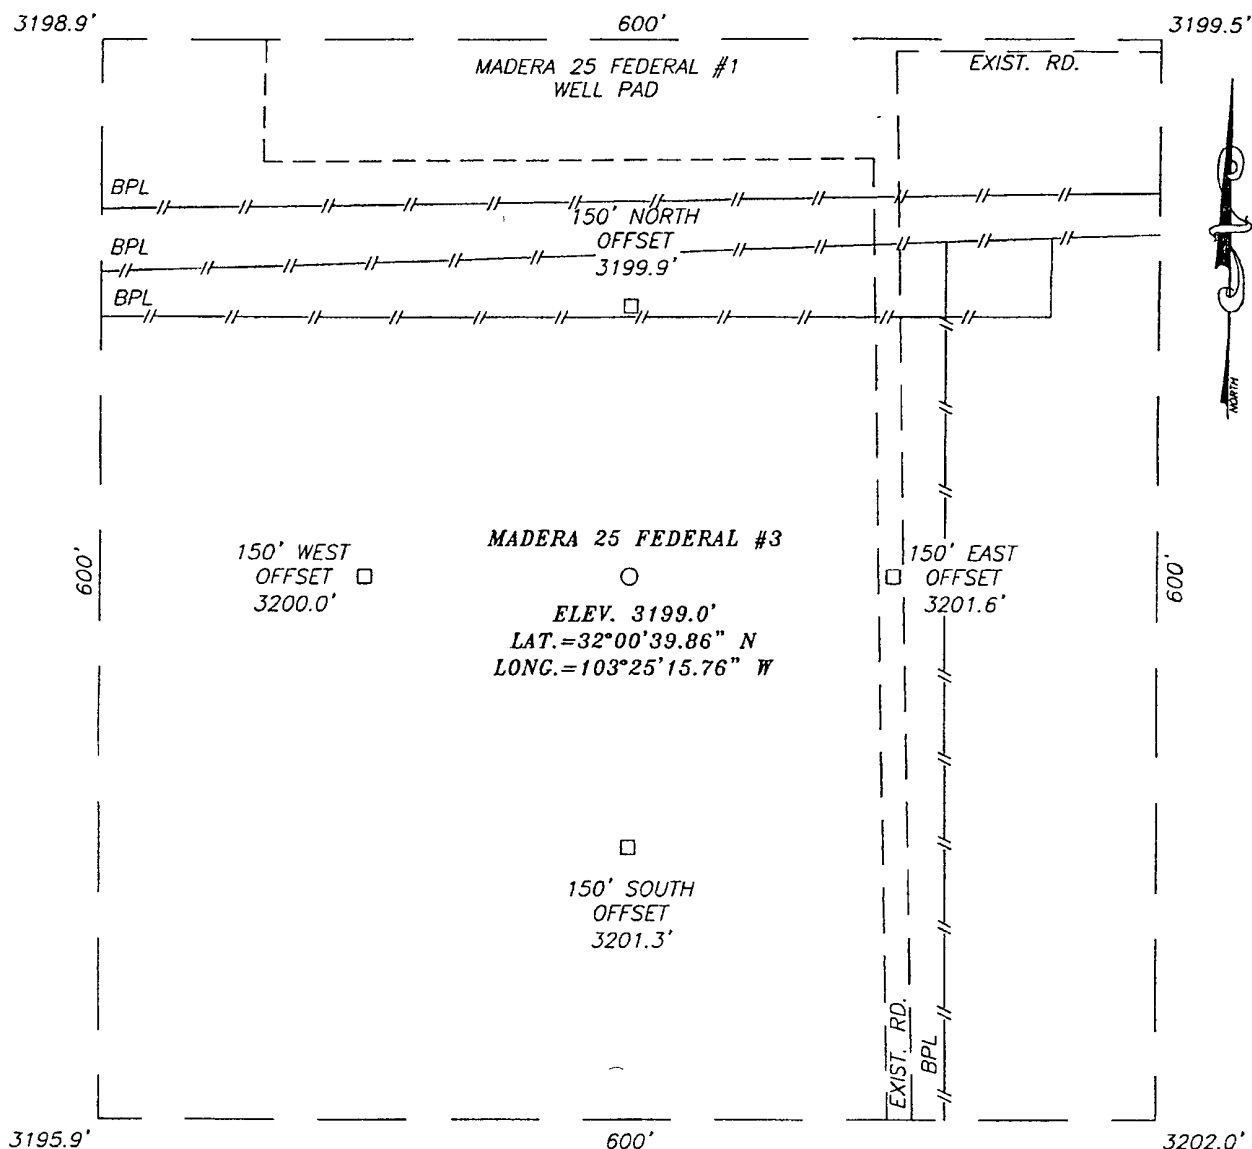 3198.9'
600'
3199.5'
MADERA 25 FEDERAL #1
WELL PAD
EXIST. RD.
BPL
150' NORTH
OFFSET
3199.9'
BPL
BPL
NORTH
600'
150' WEST
OFFSET
3200.0'
MADERA 25 FEDERAL #3
ELEV. 3199.0'
LAT.=32°00'39.86" N
LONG.=103°25'15.76" W
150' EAST
OFFSET
3201.6'
600'
150' SOUTH
OFFSET
3201.3'
EXIST. RD.
BPL
3195.9'
600'
3202.0'